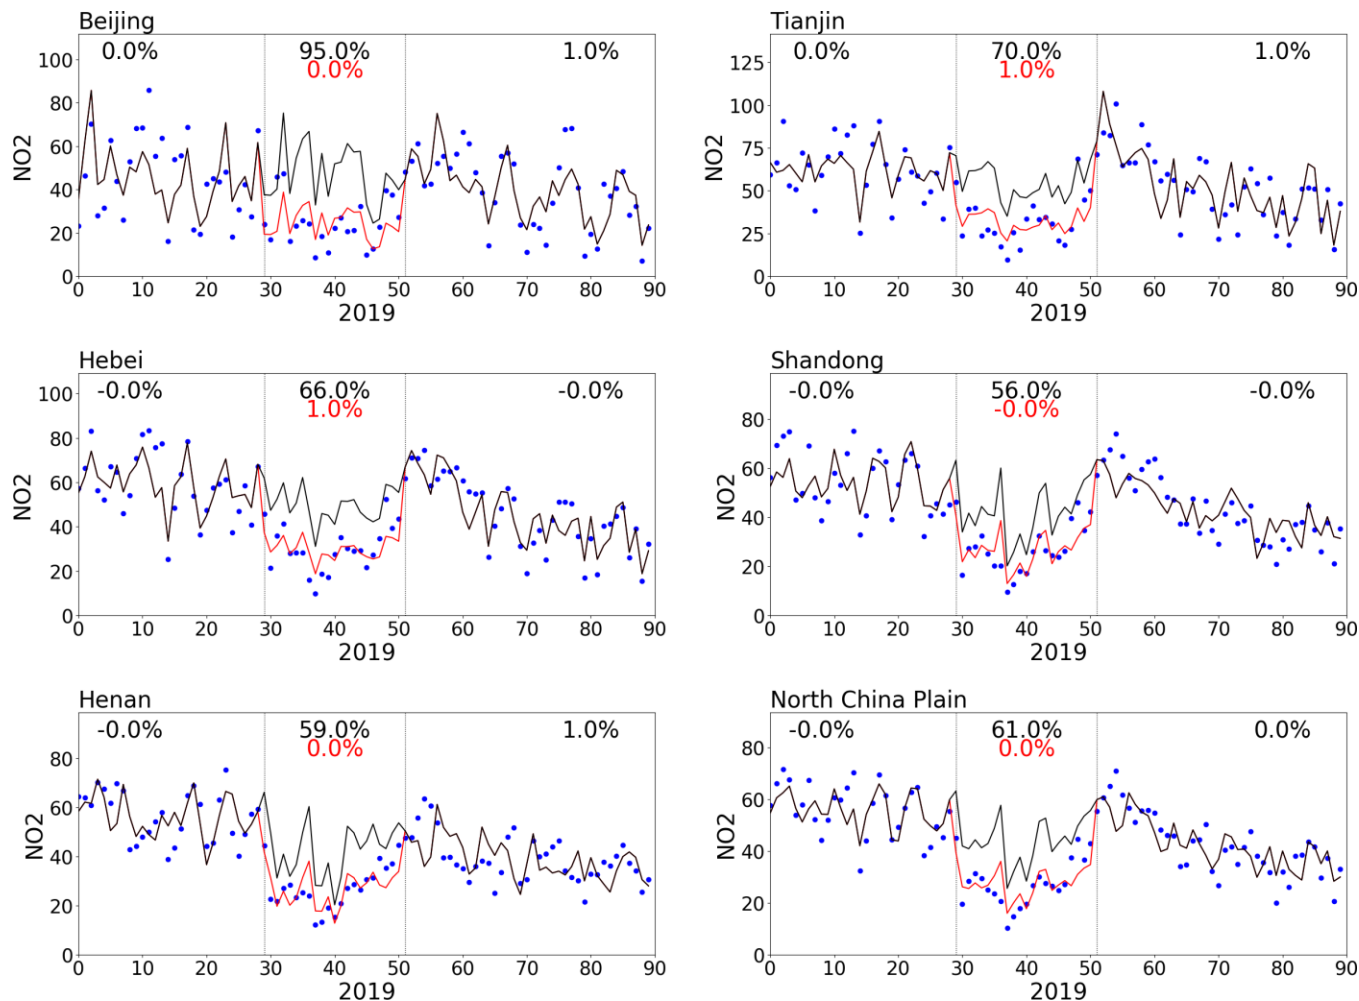 Beijing
0.0% 95.0% 1.0%
0.0%
NO2
100
80
60
40
20
0
0 10 20 30 40 50 60 70 80 90
2019
Tianjin
0.0% 70.0% 1.0%
1.0%
NO2
125
100
75
50
25
0
0 10 20 30 40 50 60 70 80 90
2019
Hebei
-0.0% 66.0% -0.0%
1.0%
NO2
100
80
60
40
20
0
0 10 20 30 40 50 60 70 80 90
2019
Shandong
-0.0% 56.0% -0.0%
-0.0%
NO2
80
60
40
20
0
0 10 20 30 40 50 60 70 80 90
2019
Henan
-0.0% 59.0% 1.0%
0.0%
NO2
80
60
40
20
0
0 10 20 30 40 50 60 70 80 90
2019
North China Plain
-0.0% 61.0% 0.0%
0.0%
NO2
80
60
40
20
0
0 10 20 30 40 50 60 70 80 90
2019